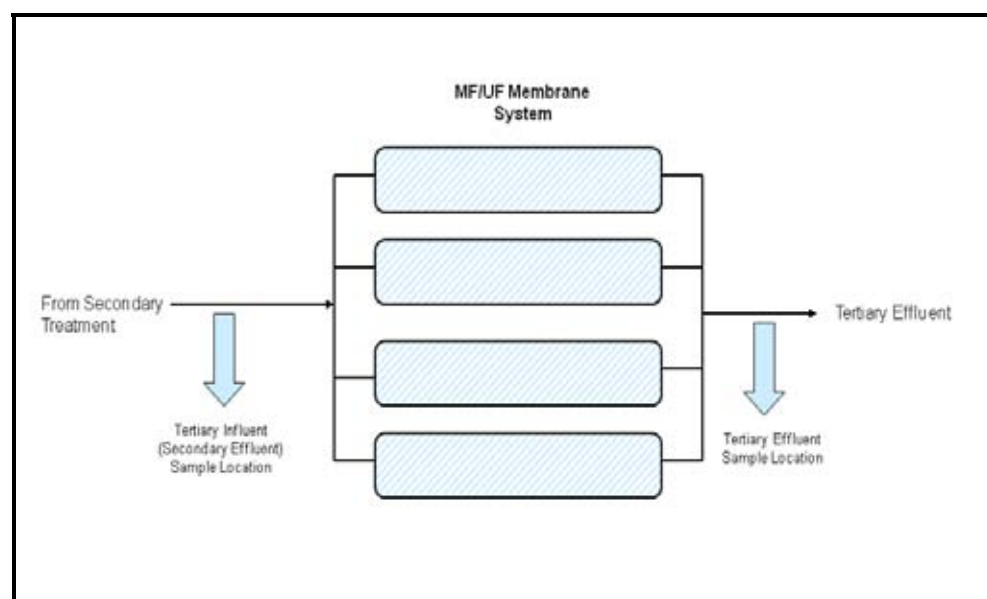 MF/UF Membrane
System
From Secondary
Treatment
Tertiary Effluent
Tertiary Influent
(Secondary Effluent)
Sample Location
Tertiary Effluent
Sample Location